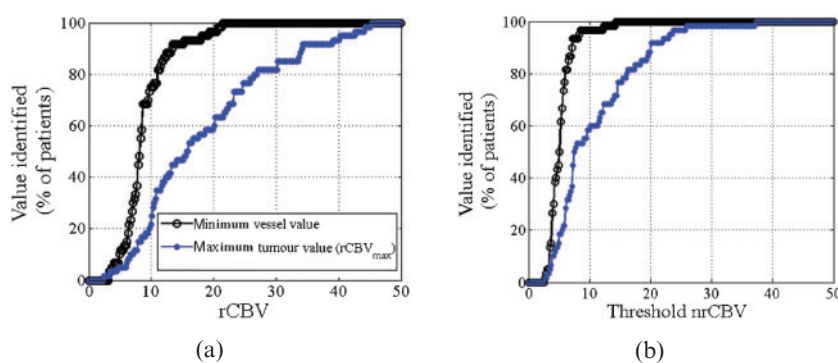 Value identified
(% of patients)
100
80
60
40
20
0
Minimum vessel value
Maximum tumour value (rCBVmax)
0 10 20 30 40 50
rCBV
(a)
Value identified
(% of patients)
100
80
60
40
20
0
0 10 20 30 40 50
Threshold nrCBV
(b)